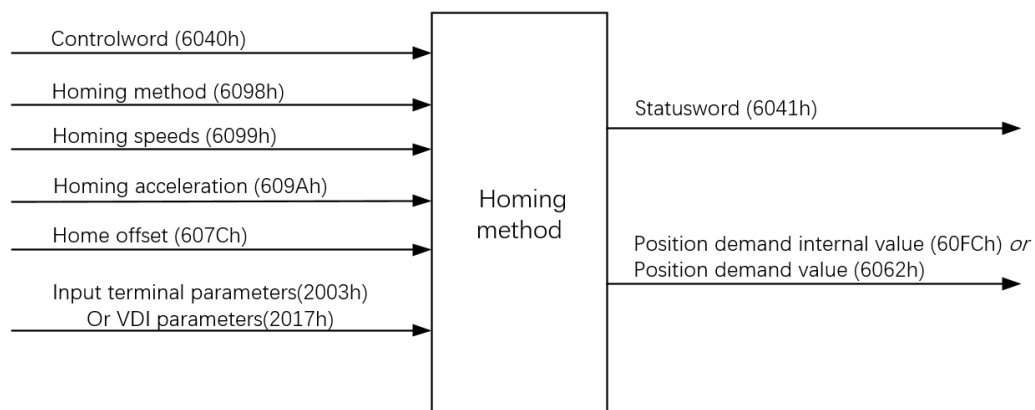 Controlword (6040h)
Homing method (6098h)
Homing speeds (6099h)
Homing acceleration (609Ah)
Home offset (607Ch)
Input terminal parameters(2003h)
Or VDI parameters(2017h)
Homing
method
Statusword (6041h)
Position demand internal value (60FCh) or
Position demand value (6062h)